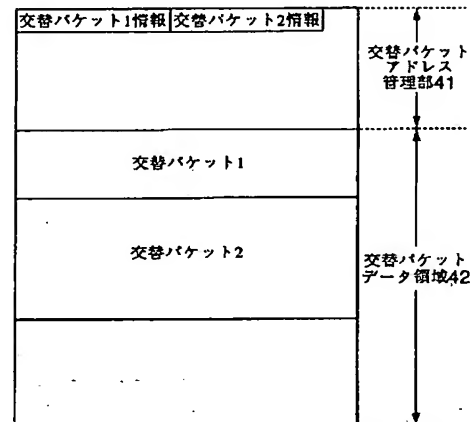 交替パケット1情報 交替パケット2情報
交替パケット
アドレス
管理部41
交替パケット1
交替パケット2
交替パケット
データ領域42